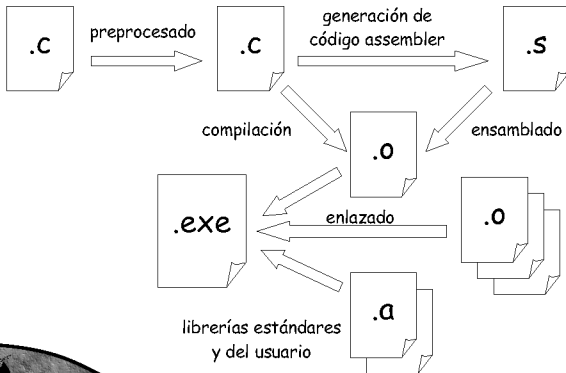 .c
preprocesado
.c
generación de
código assembler
.s
compilación
.o
ensamblado
.exe
enlazado
.o
.a
librerías estándares
y del usuario